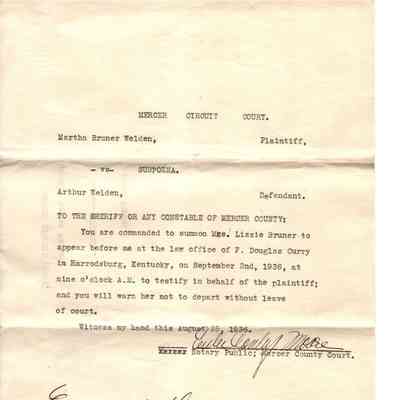 MERCER CIRCUIT COURT.
Martha Bruner Welden, Plaintiff,
- vs- SUBPOENA.
Arthur Welden, Defendant.
TO THE SHERIFF OR ANY CONSTABLE OF MERCER COUNTY:
You are commanded to summon Mrs. Lizzie Bruner to
appear before me at the law office of F. Douglas Curry
in Harrodsburg, Kentucky, on September 2nd, 1936, at
nine o'clock A.M. to testify in behalf of the plaintiff;
and you will warn her not to depart without leave
of court.
Witness my hand this August 25, 1936.
Moore
Mercer Notary Public; Mercer County Court.